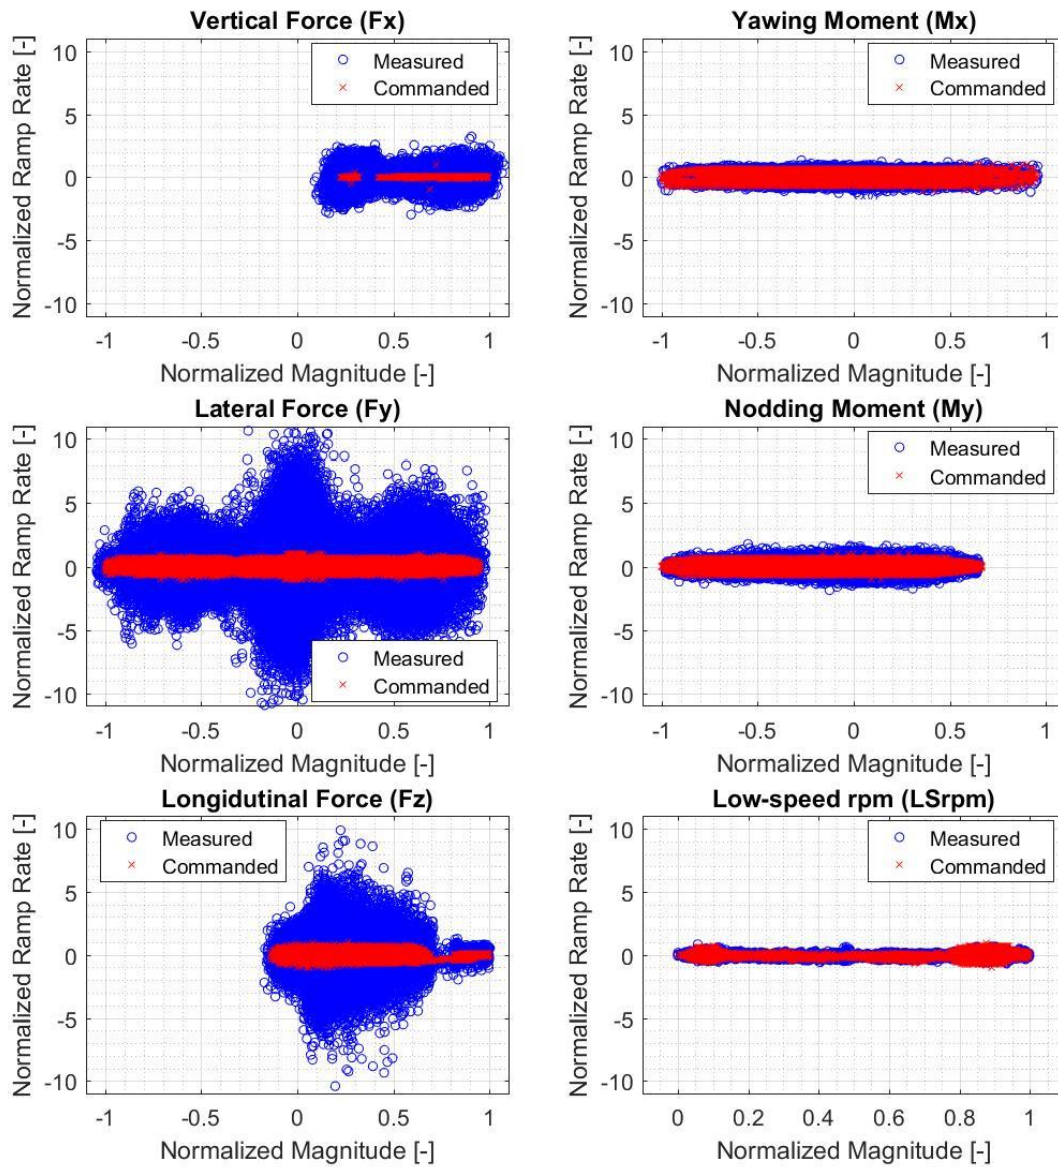 Vertical Force (Fx)
Normalized Ramp Rate [-]
10
5
0
-5
-10
Measured
Commanded
-1
-0.5
0
0.5
1
Normalized Magnitude [-]
Yawing Moment (Mx)
Normalized Ramp Rate [-]
10
5
0
-5
-10
Measured
Commanded
-1
-0.5
0
0.5
1
Normalized Magnitude [-]
Lateral Force (Fy)
Normalized Ramp Rate [-]
10
5
0
-5
-10
Measured
Commanded
-1
-0.5
0
0.5
1
Normalized Magnitude [-]
Nodding Moment (My)
Normalized Ramp Rate [-]
10
5
0
-5
-10
Measured
Commanded
-1
-0.5
0
0.5
1
Normalized Magnitude [-]
Longidutinal Force (Fz)
Normalized Ramp Rate [-]
10
5
0
-5
-10
Measured
Commanded
-1
-0.5
0
0.5
1
Normalized Magnitude [-]
Low-speed rpm (LSrpm)
Normalized Ramp Rate [-]
10
5
0
-5
-10
Measured
Commanded
0
0.2
0.4
0.6
0.8
1
Normalized Magnitude [-]